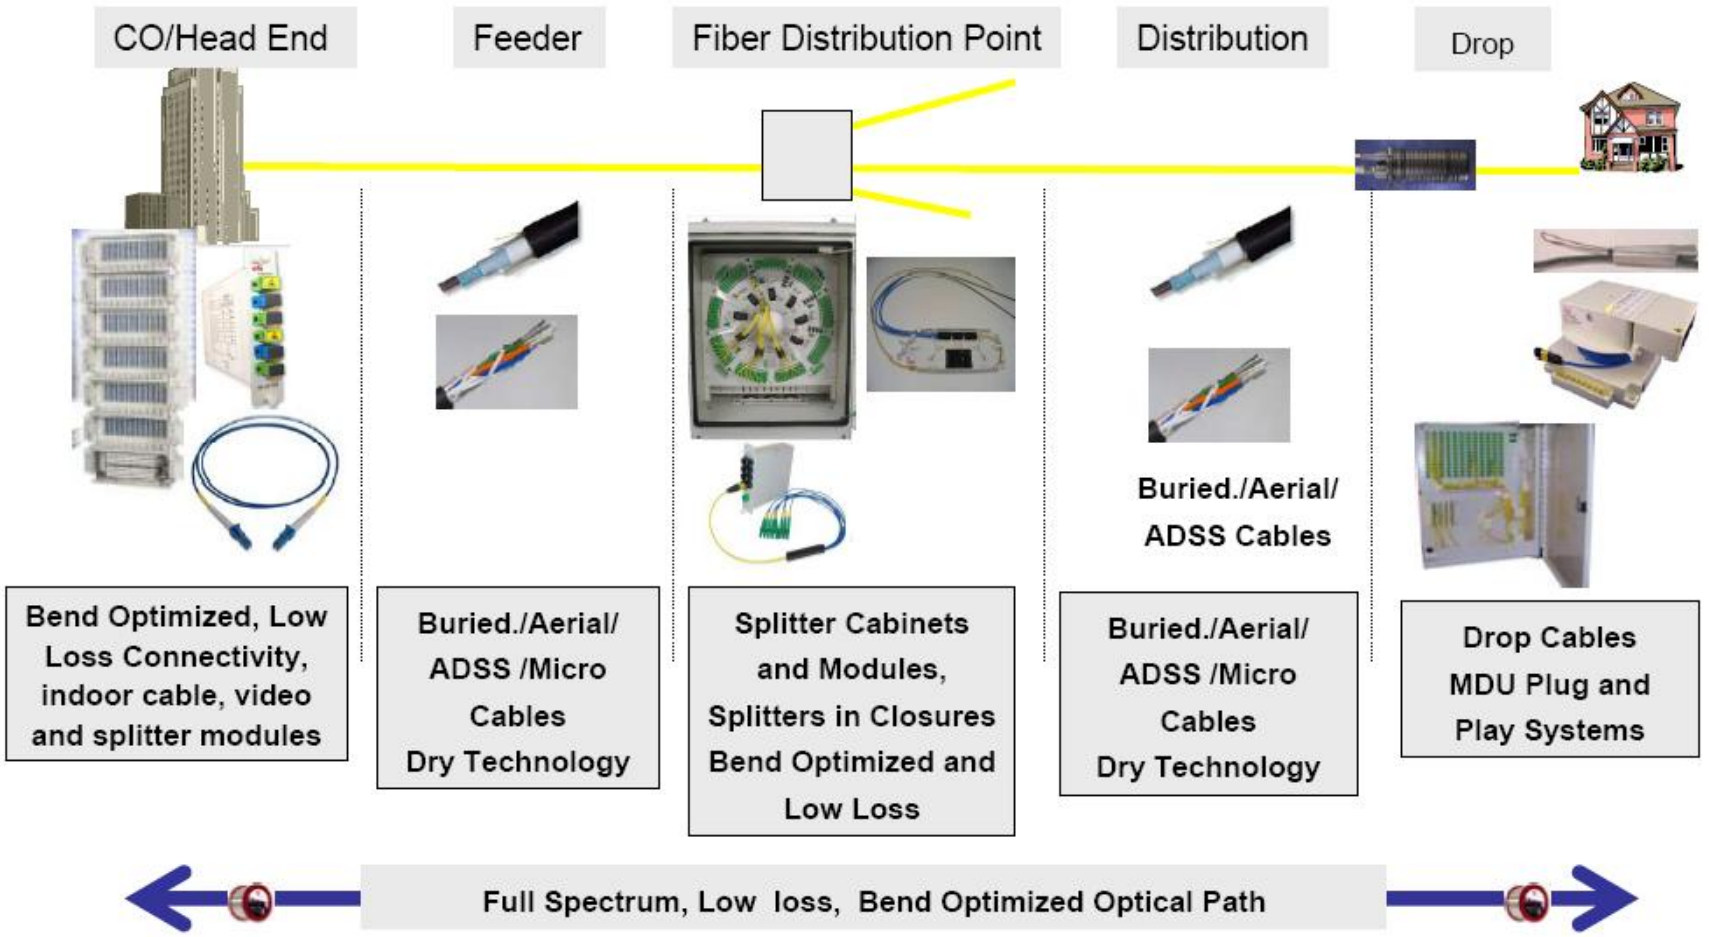 CO/Head End
Feeder
Fiber Distribution Point
Distribution
Drop
Buried./Aerial/
ADSS Cables
Bend Optimized, Low
Loss Connectivity,
indoor cable, video
and splitter modules
Buried./Aerial/
ADSS /Micro
Cables
Dry Technology
Splitter Cabinets
and Modules,
Splitters in Closures
Bend Optimized and
Low Loss
Buried./Aerial/
ADSS /Micro
Cables
Dry Technology
Drop Cables
MDU Plug and
Play Systems
Full Spectrum, Low loss, Bend Optimized Optical Path